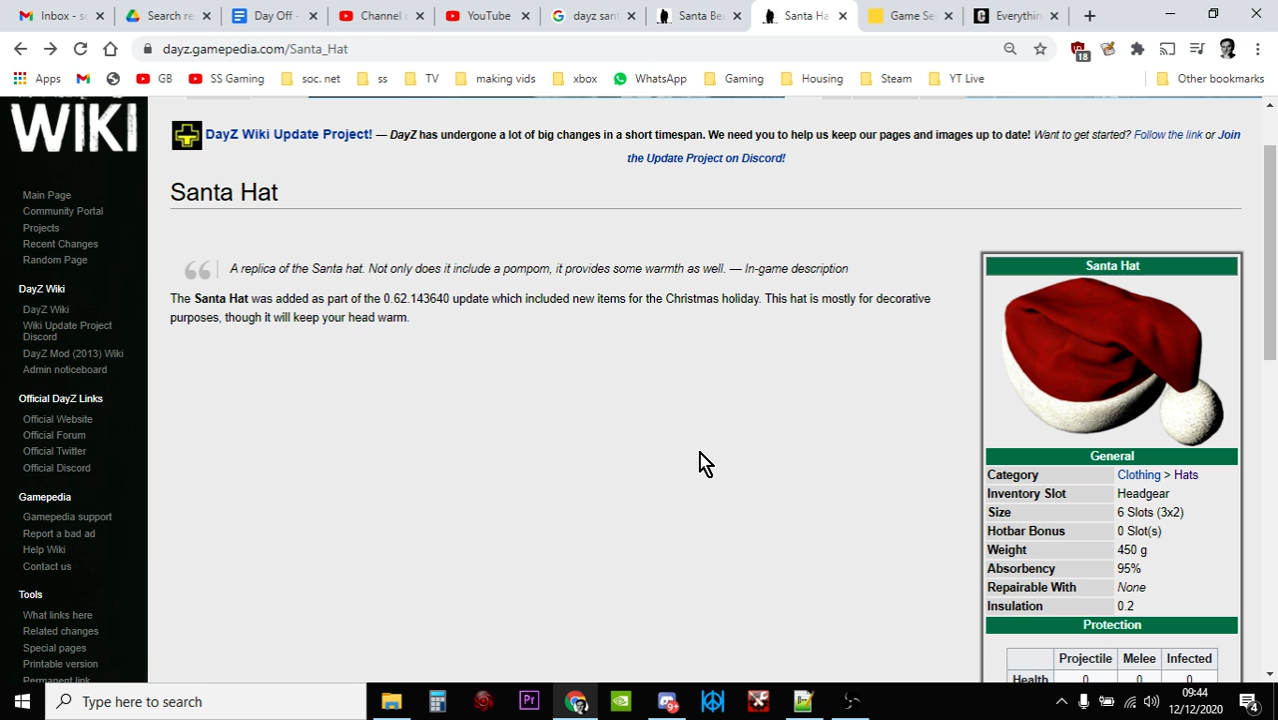 Inbox - s
Search re
Day Off -
Channel
YouTube
dayz san
Santa Be
Santa Ha
Game Se
Everythin
dayz.gamepedia.com/Santa_Hat
18
Apps
GB
SS Gaming
soc. net
ss
TV
making vids
xbox
WhatsApp
Gaming
Housing
Steam
YT Live
Other bookmarks
WIKI
DayZ Wiki Update Project! — DayZ has undergone a lot of big changes in a short timespan. We need you to help us keep our pages and images up to date! Want to get started? Follow the link or Join
the Update Project on Discord!
Main Page
Community Portal
Projects
Recent Changes
Random Page
DayZ Wiki
DayZ Wiki
Wiki Update Project
Discord
DayZ Mod (2013) Wiki
Admin noticeboard
Official DayZ Links
Official Website
Official Forum
Official Twitter
Official Discord
Gamepedia
Gamepedia support
Report a bad ad
Help Wiki
Contact us
Tools
What links here
Related changes
Special pages
Printable version
Permanent link
Santa Hat
A replica of the Santa hat. Not only does it include a pompom, it provides some warmth as well. — In-game description
The Santa Hat was added as part of the 0.62.143640 update which included new items for the Christmas holiday. This hat is mostly for decorative
purposes, though it will keep your head warm.
Santa Hat
General
Category Clothing > Hats
Inventory Slot Headgear
Size 6 Slots (3x2)
Hotbar Bonus 0 Slot(s)
Weight 450 g
Absorbency 95%
Repairable With None
Insulation 0.2
Protection
Projectile Melee Infected
Health 0 0 0
Type here to search
Pr
9+
09:44
12/12/2020
4